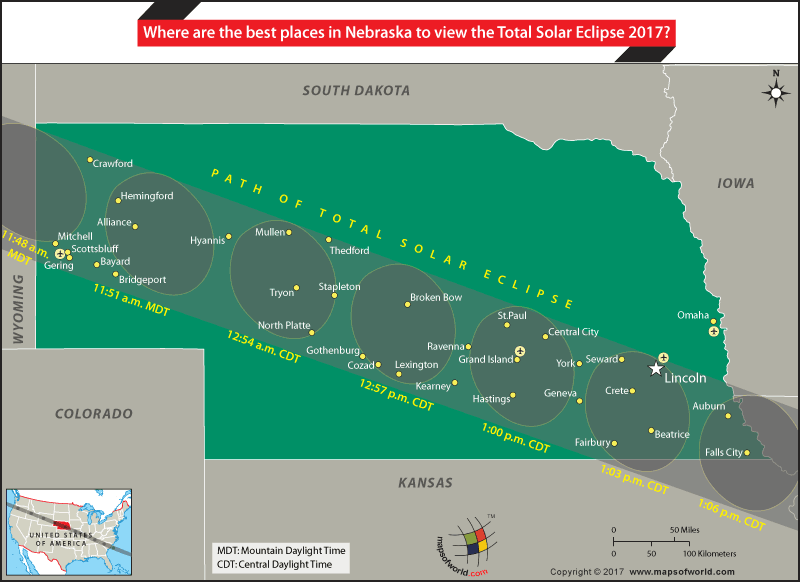 Where are the best places in Nebraska to view the Total Solar Eclipse 2017?
N
SOUTH DAKOTA
IOWA
WYOMING
COLORADO
KANSAS
PATH OF TOTAL SOLAR ECLIPSE
Crawford
Hemingford
Alliance
Mitchell
Scottsbluff
Gering
Bayard
Bridgeport
Hyannis
Mullen
Thedford
Tryon
Stapleton
North Platte
Broken Bow
Gothenburg
Cozad
Lexington
Kearney
Ravenna
St.Paul
Central City
Grand Island
Hastings
York
Seward
Geneva
Crete
Fairbury
Beatrice
Lincoln
Omaha
Auburn
Falls City
11:48 a.m.
MDT
11:51 a.m. MDT
12:54 a.m. CDT
12:57 p.m. CDT
1:00 p.m. CDT
1:03 p.m. CDT
1:06 p.m. CDT
UNITED STATES
OF AMERICA
MDT: Mountain Daylight Time
CDT: Central Daylight Time
TM
mapsofworld.com
0 50 Miles
0 50 100 Kilometers
Copyright © 2017 www.mapsofworld.com